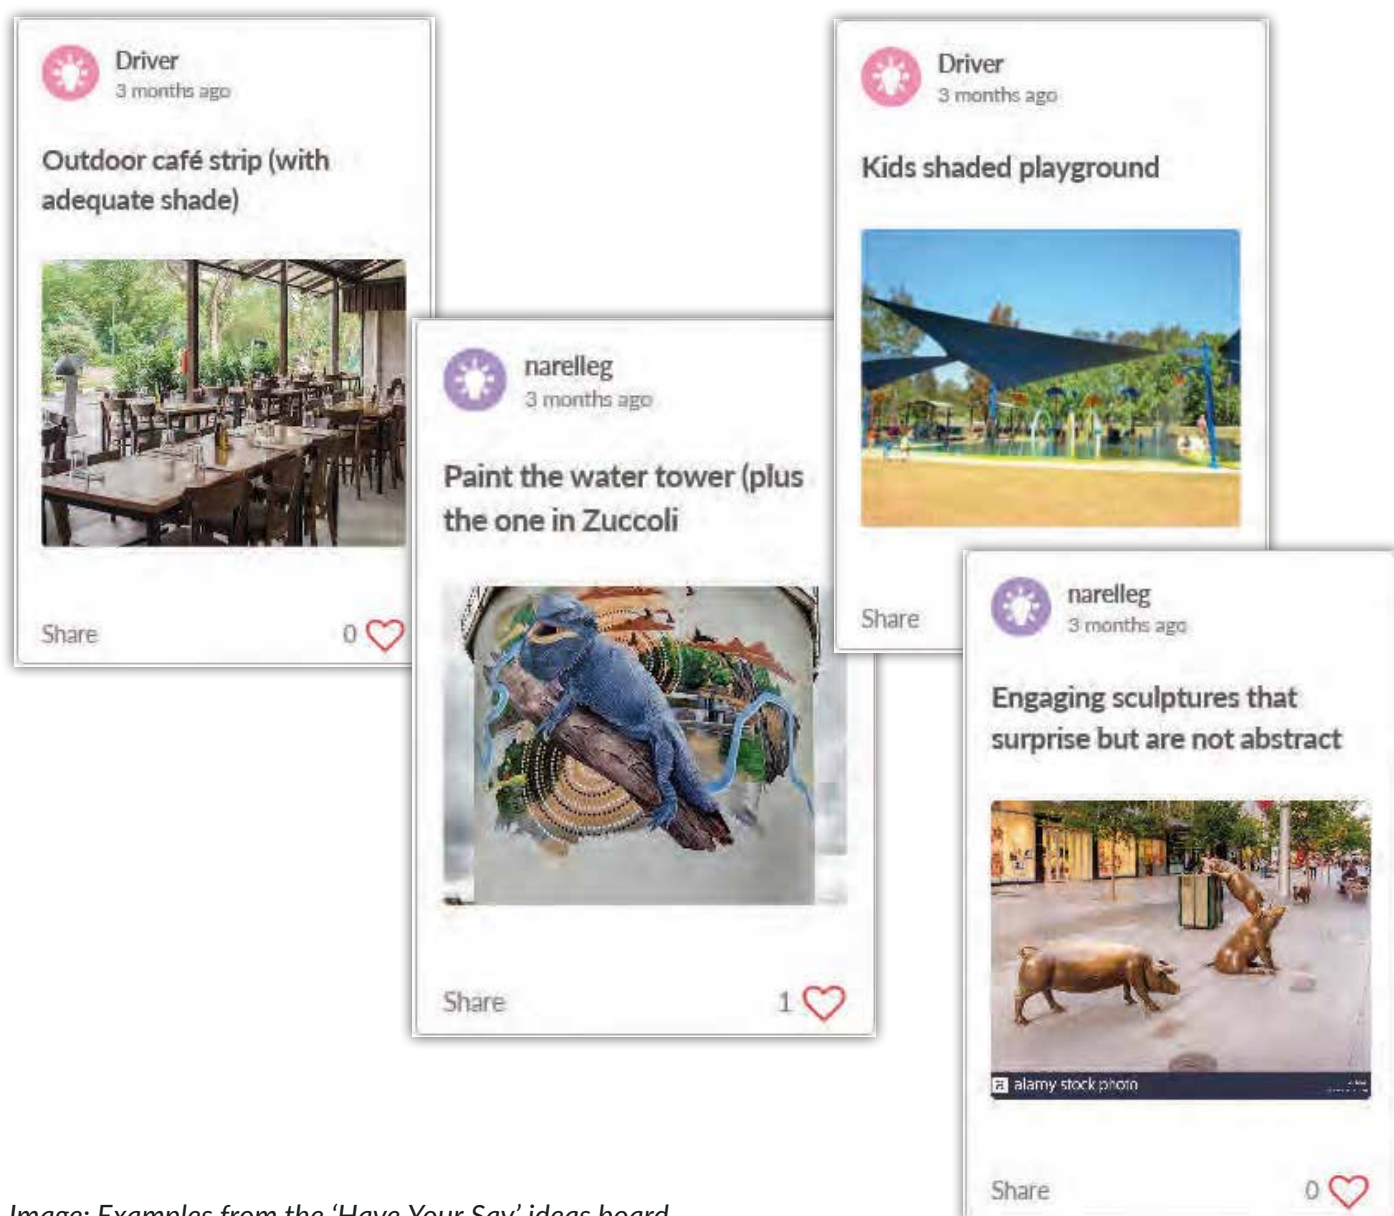 Driver
3 months ago
Outdoor café strip (with
adequate shade)
Share
0
narelleg
3 months ago
Paint the water tower (plus
the one in Zuccoli
Share
1
Driver
3 months ago
Kids shaded playground
Share
narelleg
3 months ago
Engaging sculptures that
surprise but are not abstract
a alamy stock photo
Share
0
Image: Examples from the ‘Have Your Say’ ideas board